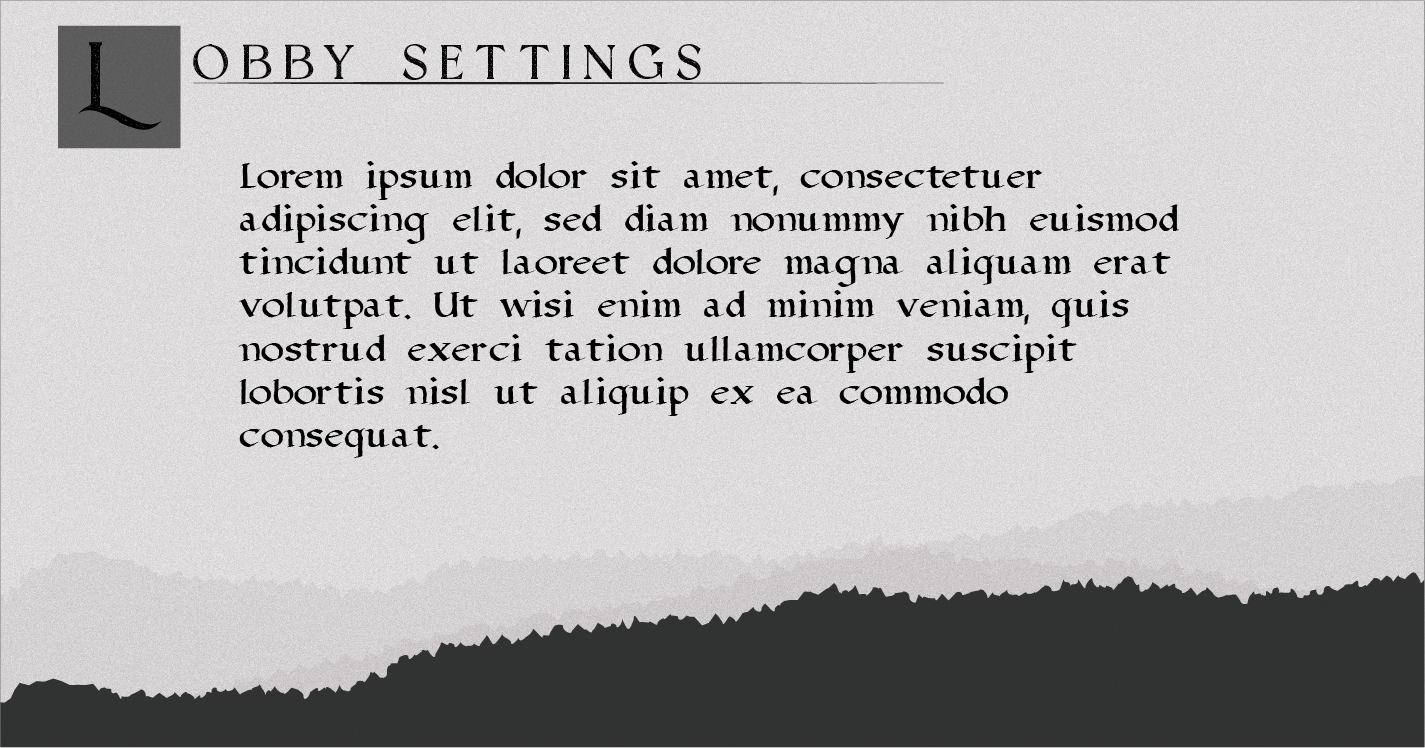 LOBBY SETTINGS
Lorem ipsum dolor sit amet, consectetuer
adipiscing elit, sed diam nonummy nibh euismod
tincidunt ut laoreet dolore magna aliquam erat
volutpat. Ut wisi enim ad minim veniam, quis
nostrud exerci tation ullamcorper suscipit
lobortis nisl ut aliquip ex ea commodo
consequat.